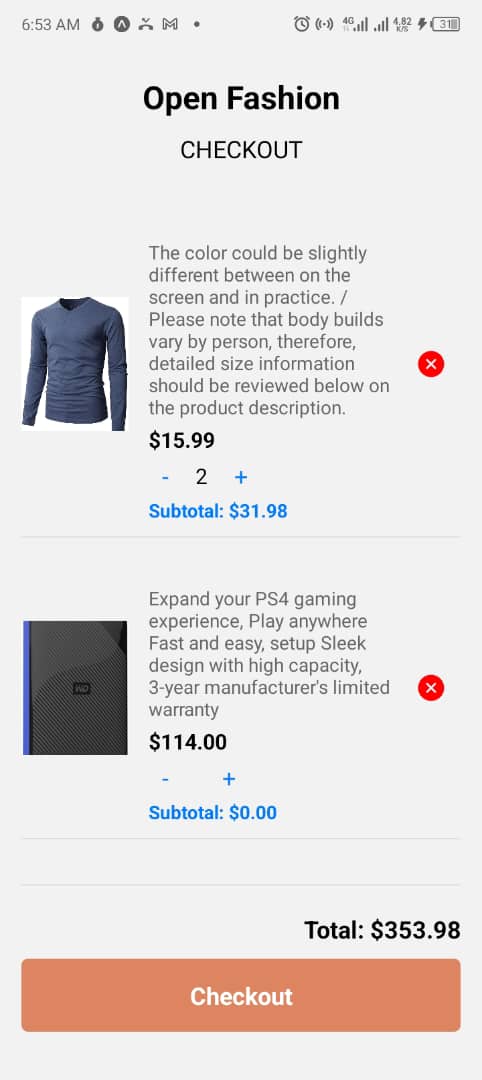 6:53 AM 4G 4.82 K/S 31
Open Fashion
CHECKOUT
The color could be slightly
different between on the
screen and in practice. /
Please note that body builds
vary by person, therefore,
detailed size information
should be reviewed below on
the product description.
$15.99
- 2 +
Subtotal: $31.98
Expand your PS4 gaming
experience, Play anywhere
Fast and easy, setup Sleek
design with high capacity,
3-year manufacturer's limited
warranty
WD
$114.00
- +
Subtotal: $0.00
Total: $353.98
Checkout